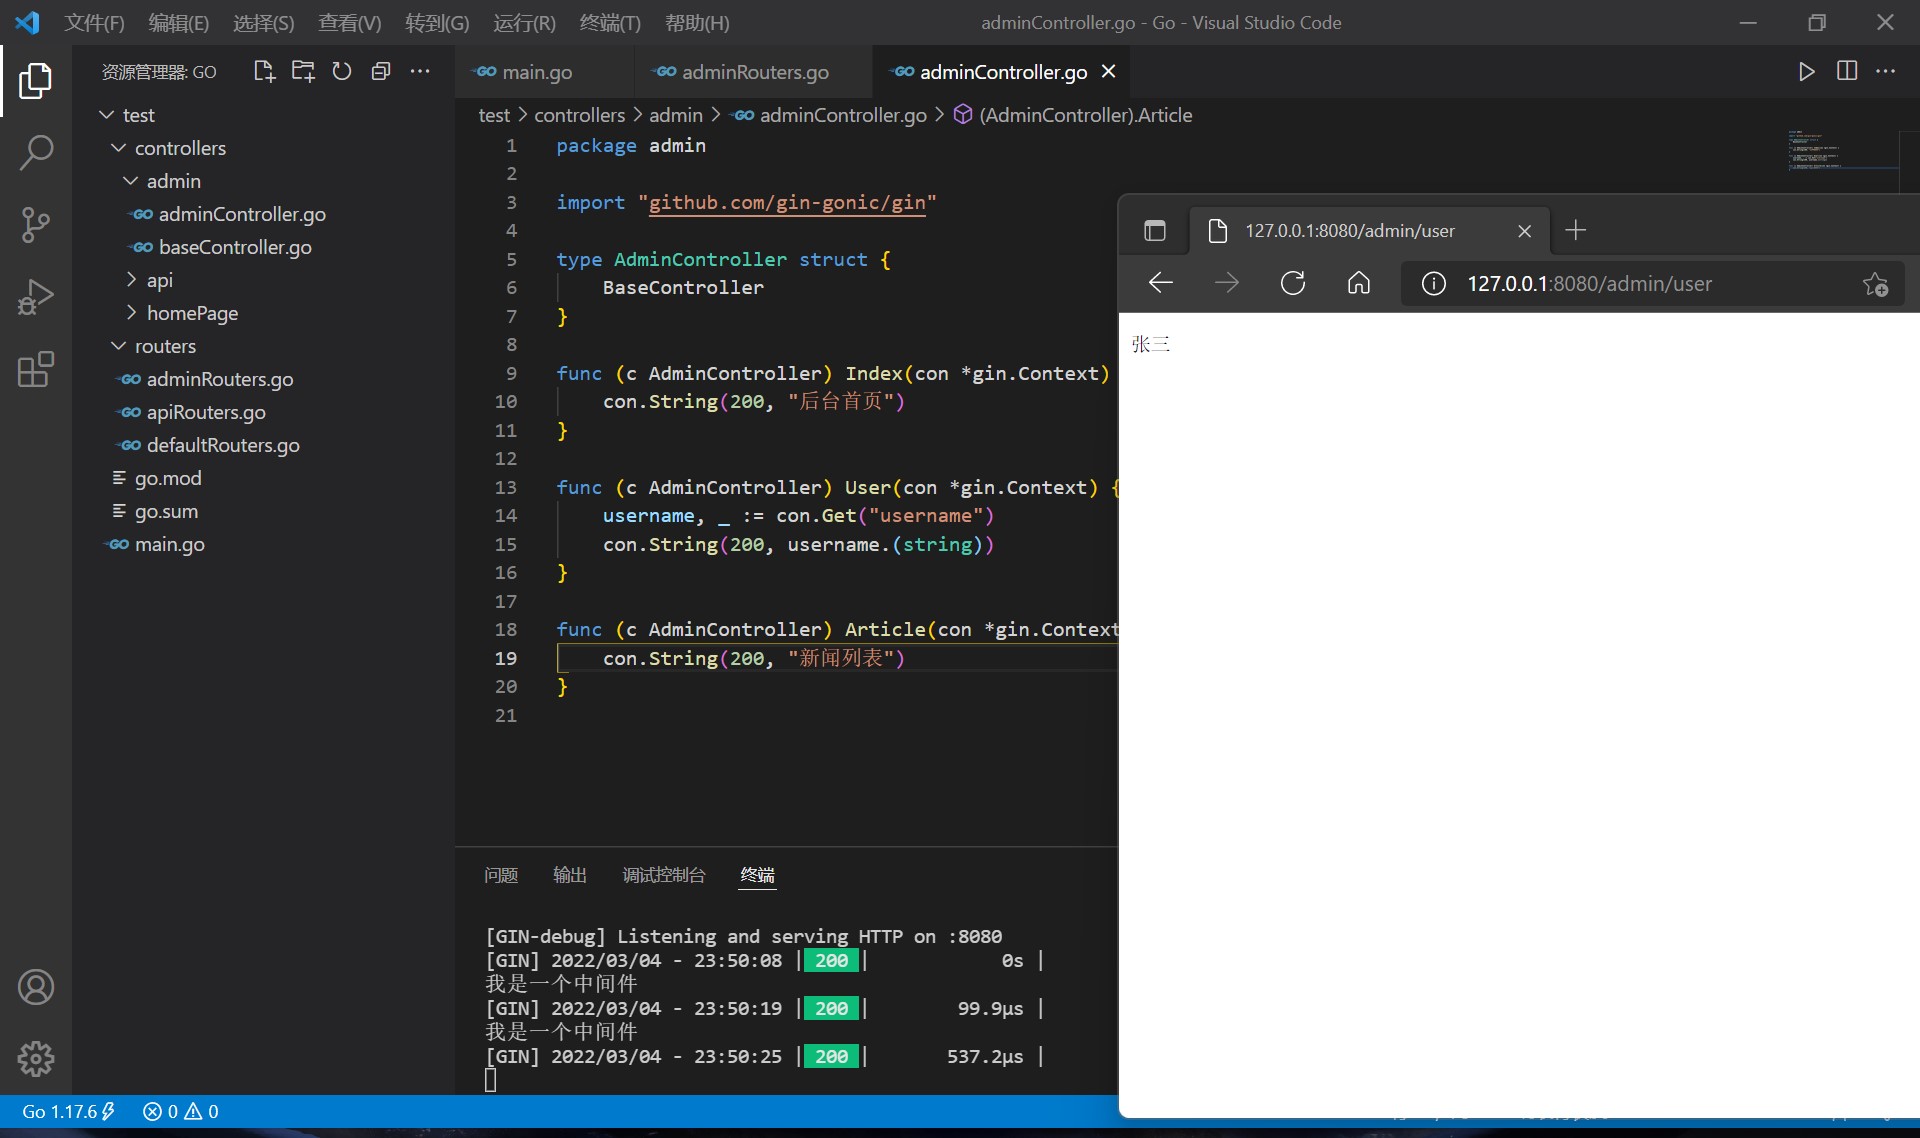 文件(F) 编辑(E) 选择(S) 查看(V) 转到(G) 运行(R) 终端(T) 帮助(H) adminController.go - Go - Visual Studio Code
资源管理器: GO
main.go adminRouters.go adminController.go
test
controllers
admin
adminController.go
baseController.go
api
homePage
routers
adminRouters.go
apiRouters.go
defaultRouters.go
go.mod
go.sum
main.go
test > controllers > admin > adminController.go > (AdminController).Article
1 package admin
2
3 import "github.com/gin-gonic/gin"
4
5 type AdminController struct {
6 BaseController
7 }
8
9 func (c AdminController) Index(con *gin.Context)
10 con.String(200, "后台首页")
11 }
12
13 func (c AdminController) User(con *gin.Context) {
14 username, _ := con.Get("username")
15 con.String(200, username.(string))
16 }
17
18 func (c AdminController) Article(con *gin.Context
19 con.String(200, "新闻列表")
20 }
21
127.0.0.1:8080/admin/user
127.0.0.1:8080/admin/user
张三
问题 输出 调试控制台 终端
[GIN-debug] Listening and serving HTTP on :8080
[GIN] 2022/03/04 - 23:50:08 | 200 | 0s |
我是一个中间件
[GIN] 2022/03/04 - 23:50:19 | 200 | 99.9µs |
我是一个中间件
[GIN] 2022/03/04 - 23:50:25 | 200 | 537.2µs |
Go 1.17.6 0 0